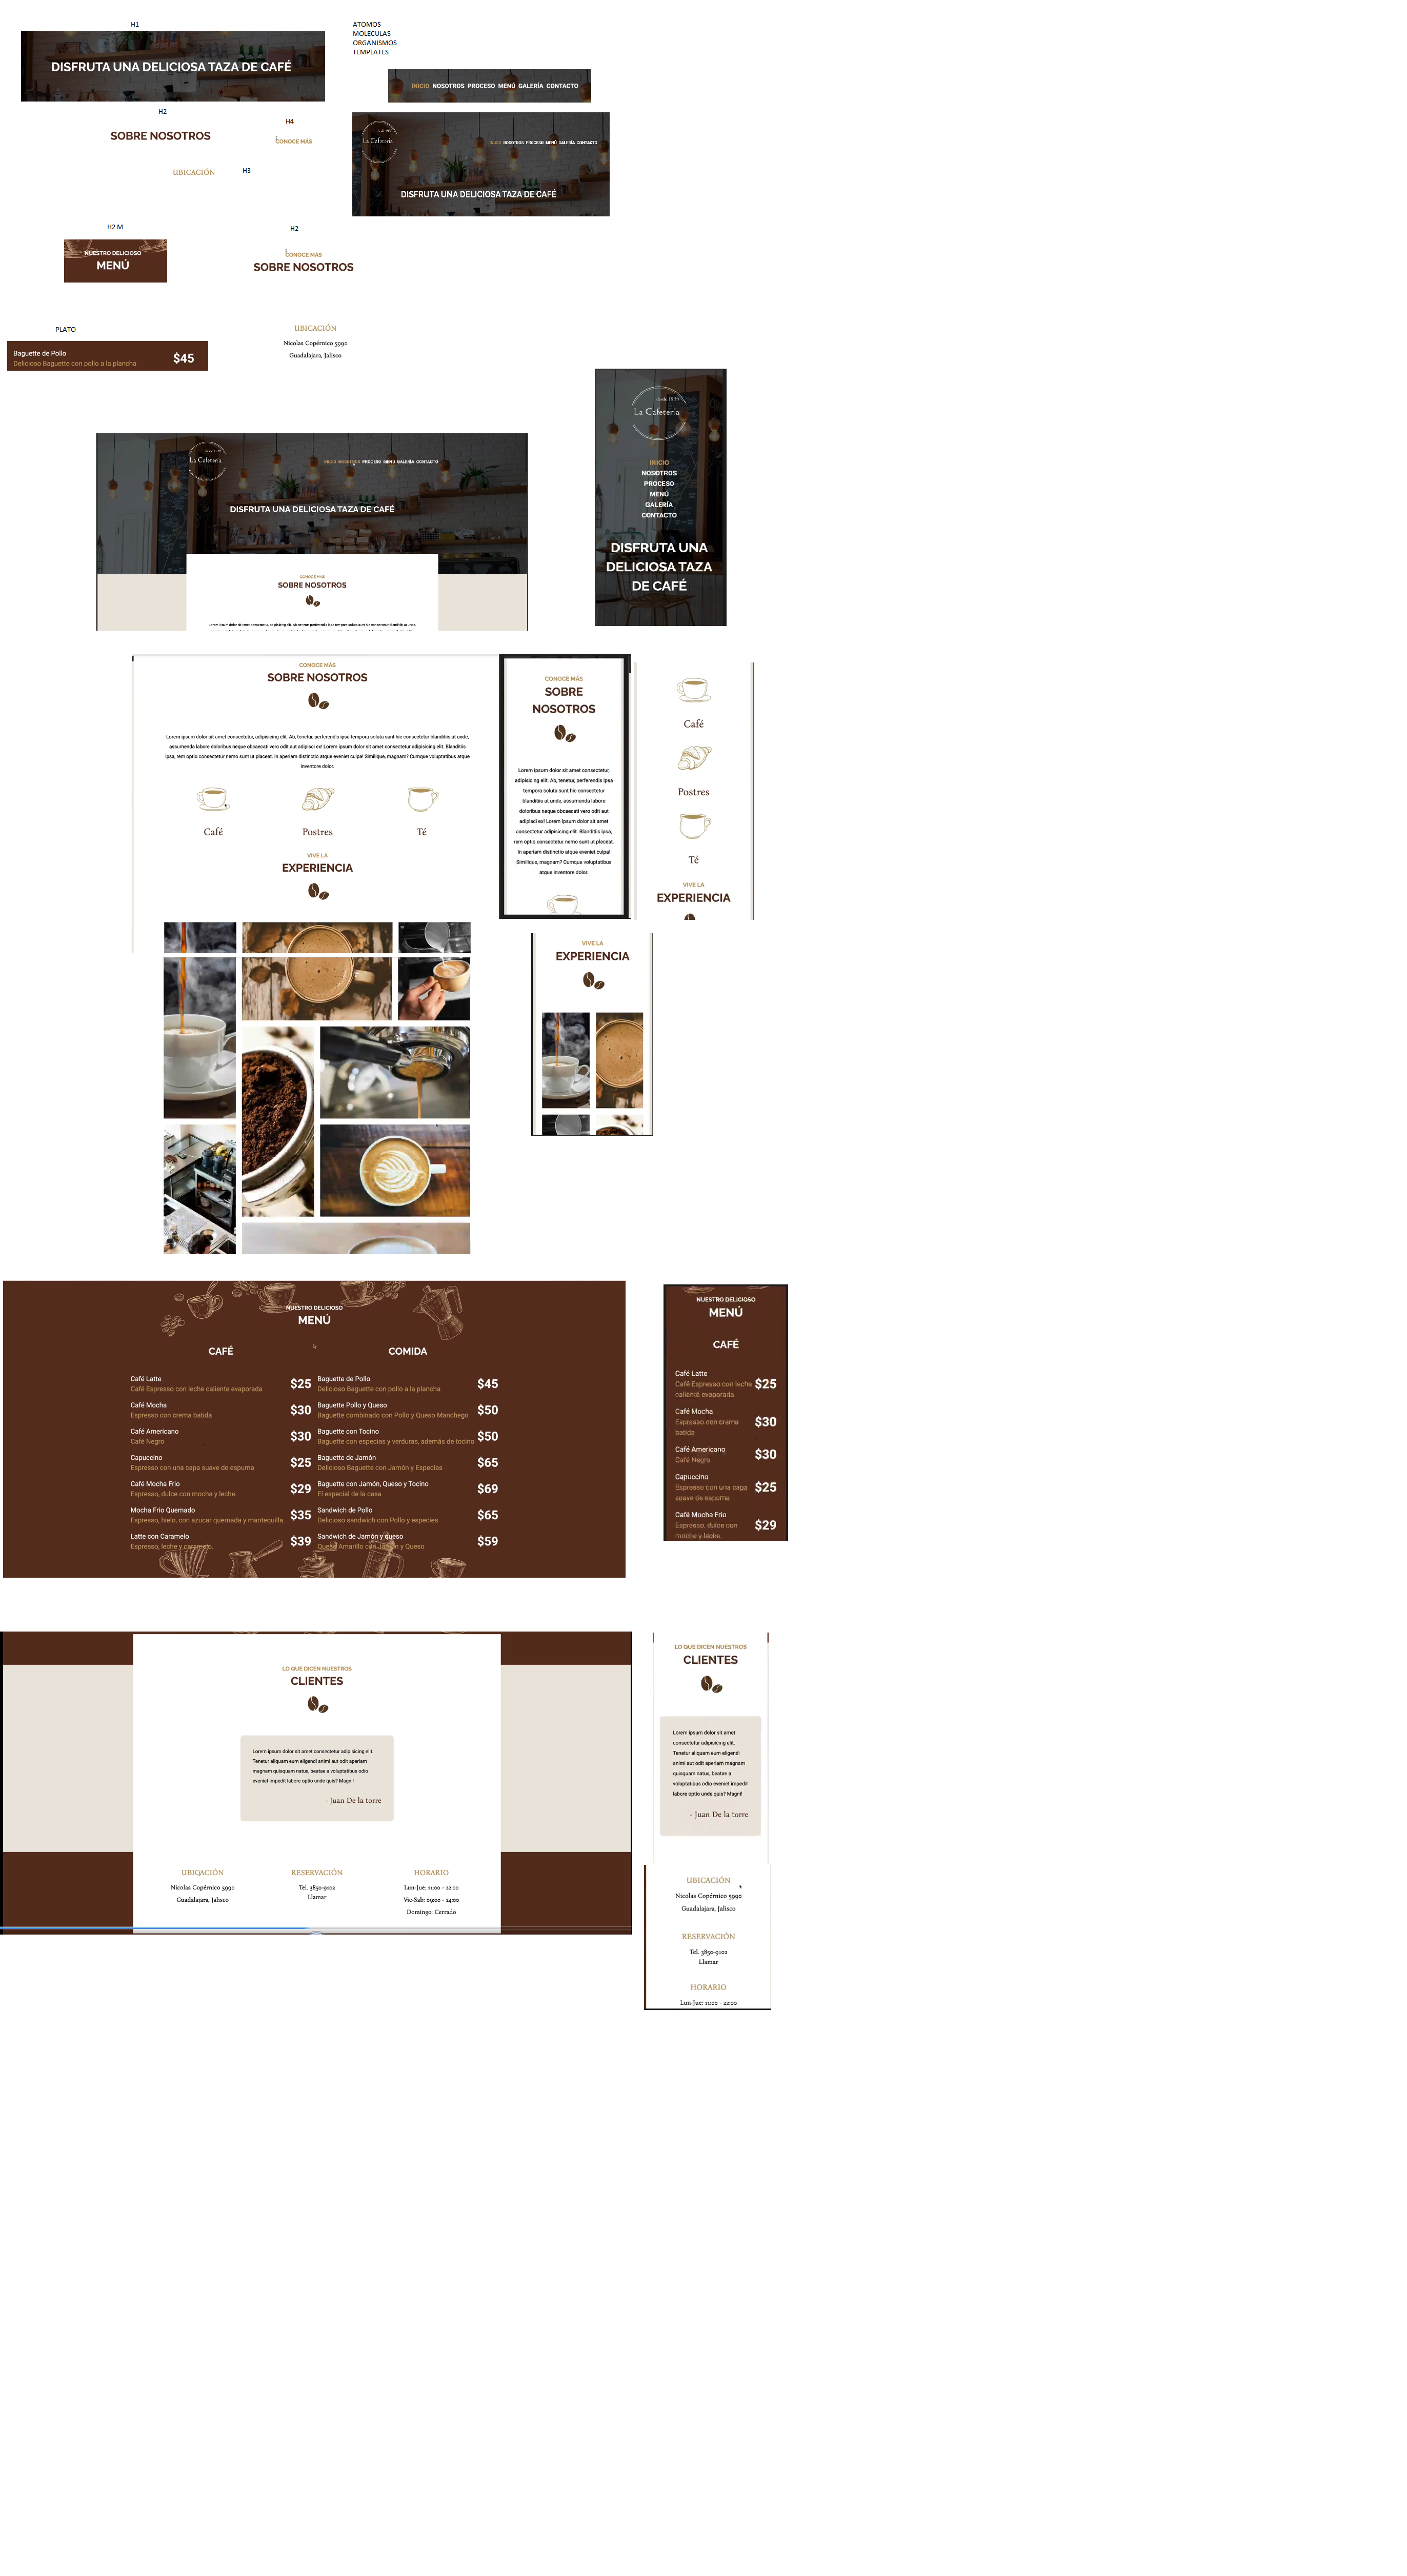 H1
DISFRUTA UNA DELICIOSA TAZA DE CAFÉ
ATOMOS
MOLECULAS
ORGANISMOS
TEMPLATES
INICIO NOSOTROS PROCESO MENÚ GALERÍA CONTACTO
H2
SOBRE NOSOTROS
H4
CONOCE MÁS
UBICACIÓN
H3
La Cafetería
INICIO NOSOTROS PROCESO MENÚ GALERÍA CONTACTO
DISFRUTA UNA DELICIOSA TAZA DE CAFÉ
H2 M
NUESTRO DELICIOSO
MENÚ
H2
CONOCE MÁS
SOBRE NOSOTROS
PLATO
Baguette de Pollo
Delicioso Baguette con pollo a la plancha
$45
UBICACIÓN
Nicolas Copérnico 5990
Guadalajara, Jalisco
La Cafetería
INICIO NOSOTROS PROCESO MENÚ GALERÍA CONTACTO
DISFRUTA UNA DELICIOSA TAZA DE CAFÉ
CONOCE MÁS
SOBRE NOSOTROS
desde 1939
La Cafetería
INICIO
NOSOTROS
PROCESO
MENÚ
GALERÍA
CONTACTO
DISFRUTA UNA
DELICIOSA TAZA
DE CAFÉ
CONOCE MÁS
SOBRE NOSOTROS
Lorem ipsum dolor sit amet consectetur, adipisicing elit. Ab, tenetur, perferendis ipsa tempora soluta sunt hic consectetur blanditiis at unde,
assumenda labore doloribus neque obcaecati vero odit aut adipisci ex! Lorem ipsum dolor sit amet consectetur adipisicing elit. Blanditiis
ipsa, rem optio consectetur nemo sunt ut placeat. In aperiam distinctio atque eveniet culpa! Similique, magnam? Cumque voluptatibus atque
inventore dolor.
Café
Postres
Té
VIVE LA
EXPERIENCIA
CONOCE MÁS
SOBRE
NOSOTROS
Lorem ipsum dolor sit amet consectetur,
adipisicing elit. Ab, tenetur, perferendis ipsa
tempora soluta sunt hic consectetur
blanditiis at unde, assumenda labore
doloribus neque obcaecati vero odit aut
adipisci ex! Lorem ipsum dolor sit amet
consectetur adipisicing elit. Blanditiis ipsa,
rem optio consectetur nemo sunt ut placeat.
In aperiam distinctio atque eveniet culpa!
Similique, magnam? Cumque voluptatibus
atque inventore dolor.
Café
Postres
Té
VIVE LA
EXPERIENCIA
VIVE LA
EXPERIENCIA
NUESTRO DELICIOSO
MENÚ
CAFÉ
Café Latte
Café Espresso con leche caliente evaporada
$25
Café Mocha
Espresso con crema batida
$30
Café Americano
Café Negro
$30
Capuccino
Espresso con una capa suave de espuma
$25
Café Mocha Frio
Espresso, dulce con mocha y leche.
$29
Mocha Frio Quemado
Espresso, hielo, con azucar quemada y mantequilla.
$35
Latte con Caramelo
Espresso, leche y caramelo.
$39
COMIDA
Baguette de Pollo
Delicioso Baguette con pollo a la plancha
$45
Baguette Pollo y Queso
Baguette combinado con Pollo y Queso Manchego
$50
Baguette con Tocino
Baguette con especias y verduras, además de tocino
$50
Baguette de Jamón
Delicioso Baguette con Jamón y Especias
$65
Baguette con Jamón, Queso y Tocino
El especial de la casa
$69
Sandwich de Pollo
Delicioso sandwich con Pollo y especies
$65
Sandwich de Jamón y queso
Queso Amarillo con Jamón y Queso
$59
NUESTRO DELICIOSO
MENÚ
CAFÉ
Café Latte
Café Espresso con leche
caliente evaporada
$25
Café Mocha
Espresso con crema
batida
$30
Café Americano
Café Negro
$30
Capuccino
Espresso con una capa
suave de espuma
$25
Café Mocha Frio
Espresso, dulce con
mocha y leche.
$29
LO QUE DICEN NUESTROS
CLIENTES
Lorem ipsum dolor sit amet consectetur adipisicing elit.
Tenetur aliquam eum eligendi animi aut odit aperiam
magnam quisquam natus, beatae a voluptatibus odio
eveniet impedit labore optio unde quis? Magni!
- Juan De la torre
UBICACIÓN
Nicolas Copérnico 5990
Guadalajara, Jalisco
RESERVACIÓN
Tel. 3850-9102
Llamar
HORARIO
Lun-Jue: 11:00 - 22:00
Vie-Sab: 09:00 - 24:00
Domingo: Cerrado
LO QUE DICEN NUESTROS
CLIENTES
Lorem ipsum dolor sit amet
consectetur adipisicing elit.
Tenetur aliquam eum eligendi
animi aut odit aperiam magnam
quisquam natus, beatae a
voluptatibus odio eveniet impedit
labore optio unde quis? Magni!
- Juan De la torre
UBICACIÓN
Nicolas Copérnico 5990
Guadalajara, Jalisco
RESERVACIÓN
Tel. 3850-9102
Llamar
HORARIO
Lun-Jue: 11:00 - 22:00